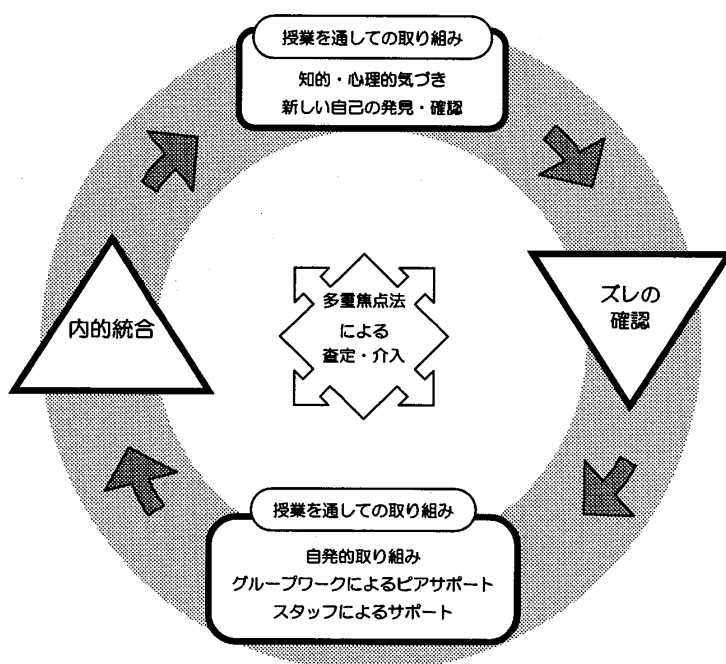 授業を通しての取り組み
知的・心理的気づき
新しい自己の発見・確認
ズレの
確認
多重焦点法
による
査定・介入
内的統合
授業を通しての取り組み
自発的取り組み
グループワークによるピアサポート
スタッフによるサポート